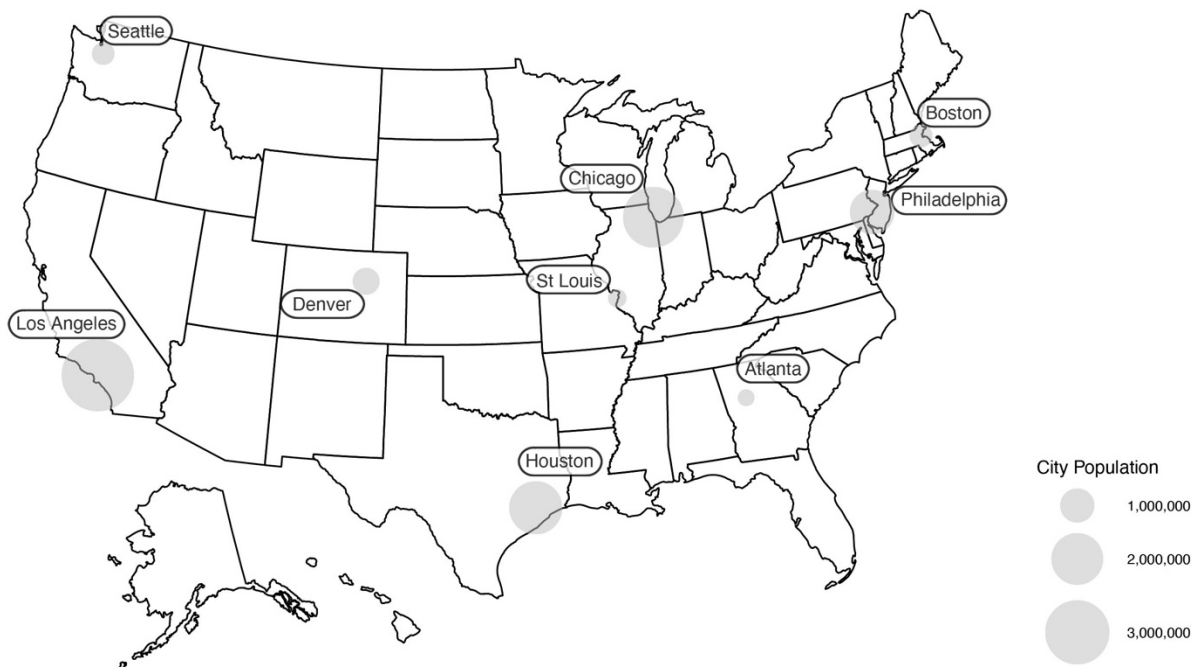 Seattle
Boston
Chicago
Philadelphia
St Louis
Denver
Los Angeles
Atlanta
Houston
City Population
1,000,000
2,000,000
3,000,000